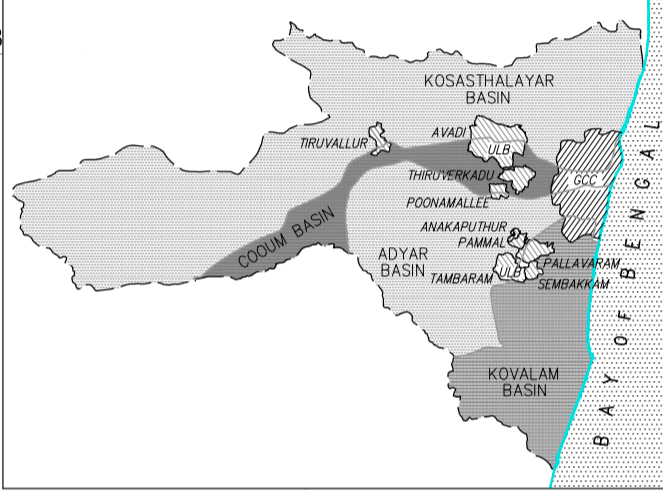 3
KOSASTHALAYAR
BASIN
TIRUVALLUR
AVADI
ULB
THIRUVERKADU
GCC
POONAMALLEE
COOUM BASIN
ANAKAPUTHUR
PAMMAL
ADYAR
BASIN
PALLAVARAM
TAMBARAM
ULB
SEMBAKKAM
KOVALAM
BASIN
BAY OF BENGAL